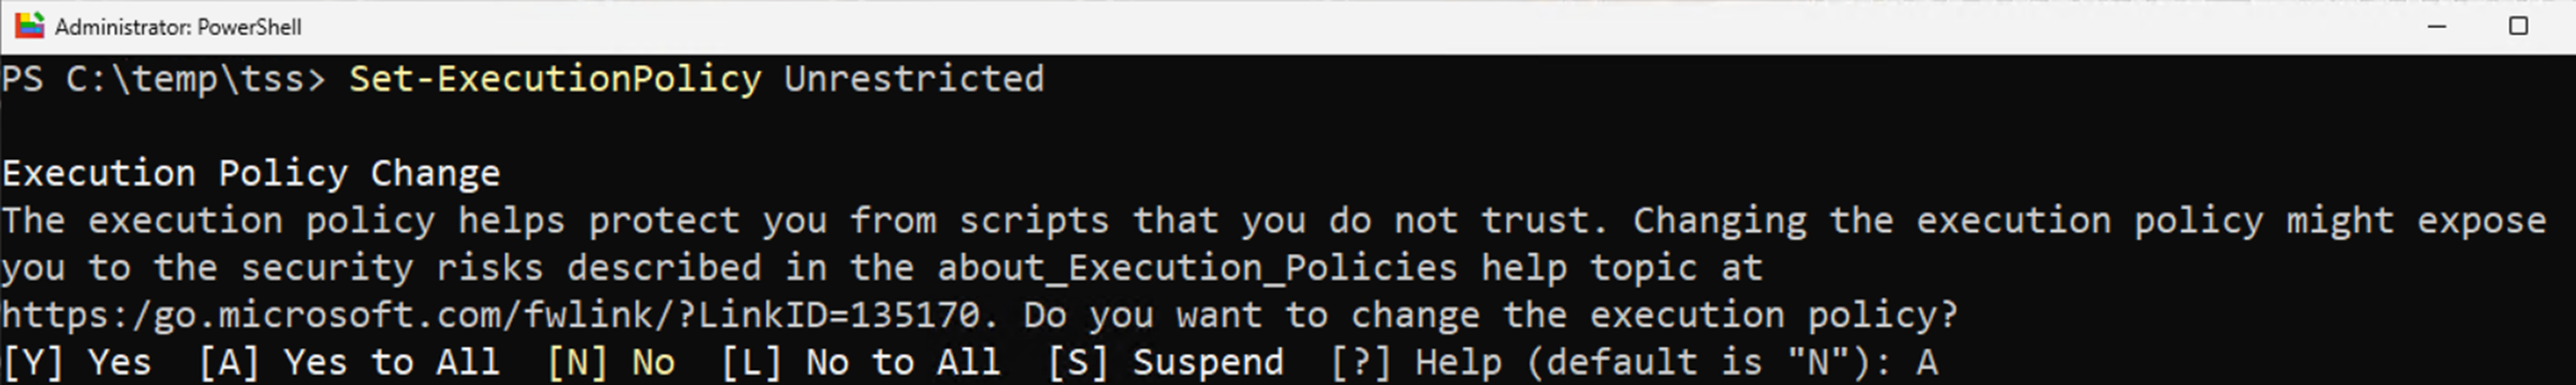 Administrator: PowerShell
PS C:\temp\tss> Set-ExecutionPolicy Unrestricted
Execution Policy Change
The execution policy helps protect you from scripts that you do not trust. Changing the execution policy might expose
you to the security risks described in the about_Execution_Policies help topic at
https:/go.microsoft.com/fwlink/?LinkID=135170. Do you want to change the execution policy?
[Y] Yes  [A] Yes to All  [N] No  [L] No to All  [S] Suspend  [?] Help (default is "N"): A